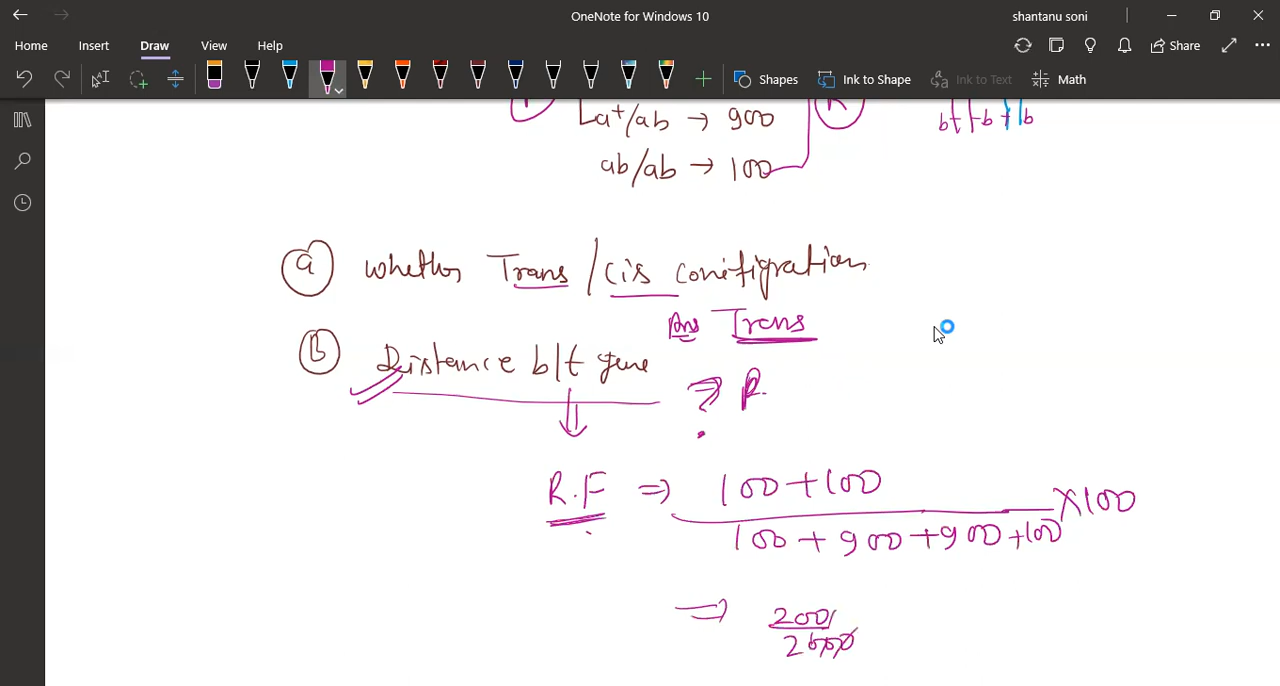 OneNote for Windows 10
shantanu soni
Home Insert Draw View Help
Share
Shapes Ink to Shape Ink to Text Math
a+/ab → 900
ab/ab → 100
a whether Trans / cis configration
Ans Trans
B Distance b/t gene
? ⇒
R.F ⇒ 100+100
100 + 900 +900 +100 ×100
⇒ 200
2000